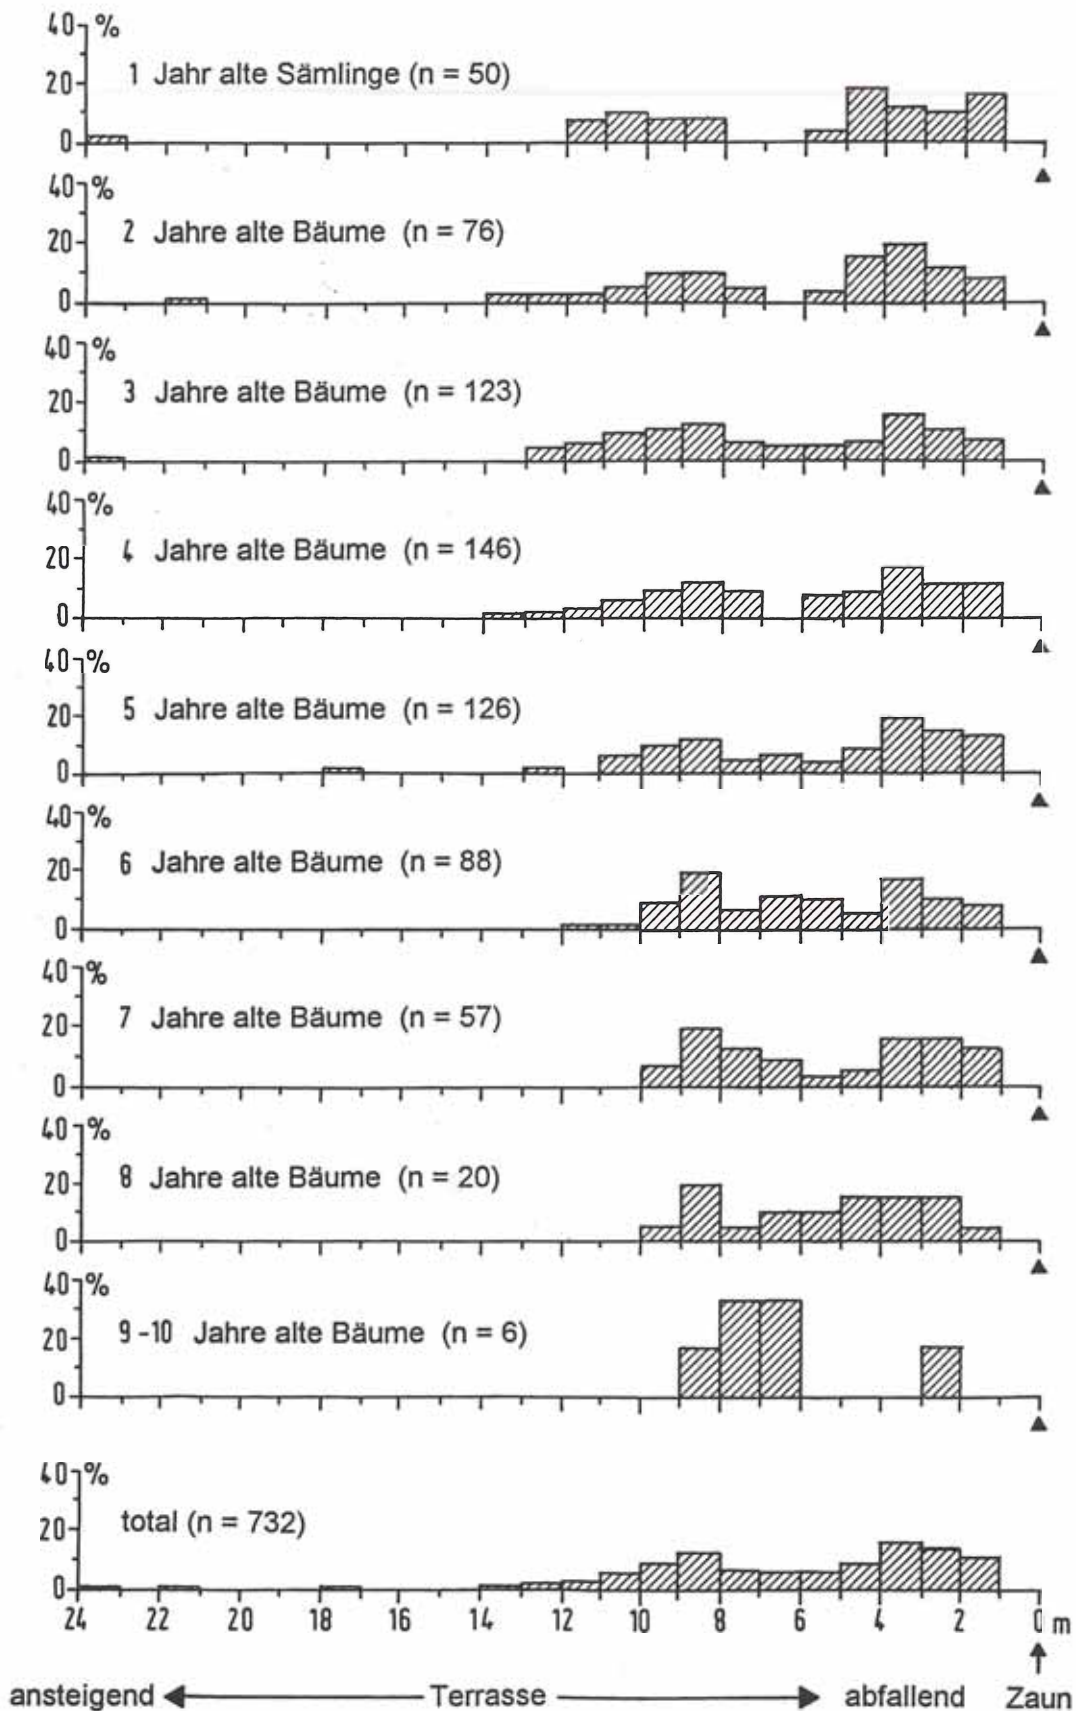 40 %
1 Jahr alte Sämlinge (n = 50)
20
0
40 %
2 Jahre alte Bäume (n = 76)
20
0
40 %
3 Jahre alte Bäume (n = 123)
20
0
40 %
4 Jahre alte Bäume (n = 146)
20
0
40 %
5 Jahre alte Bäume (n = 126)
20
0
40 %
6 Jahre alte Bäume (n = 88)
20
0
40 %
7 Jahre alte Bäume (n = 57)
20
0
40 %
8 Jahre alte Bäume (n = 20)
20
0
40 %
9-10 Jahre alte Bäume (n = 6)
20
0
40 %
total (n = 732)
20
0
24 22 20 18 16 14 12 10 8 6 4 2 0 m
ansteigend Terrasse abfallend Zaun